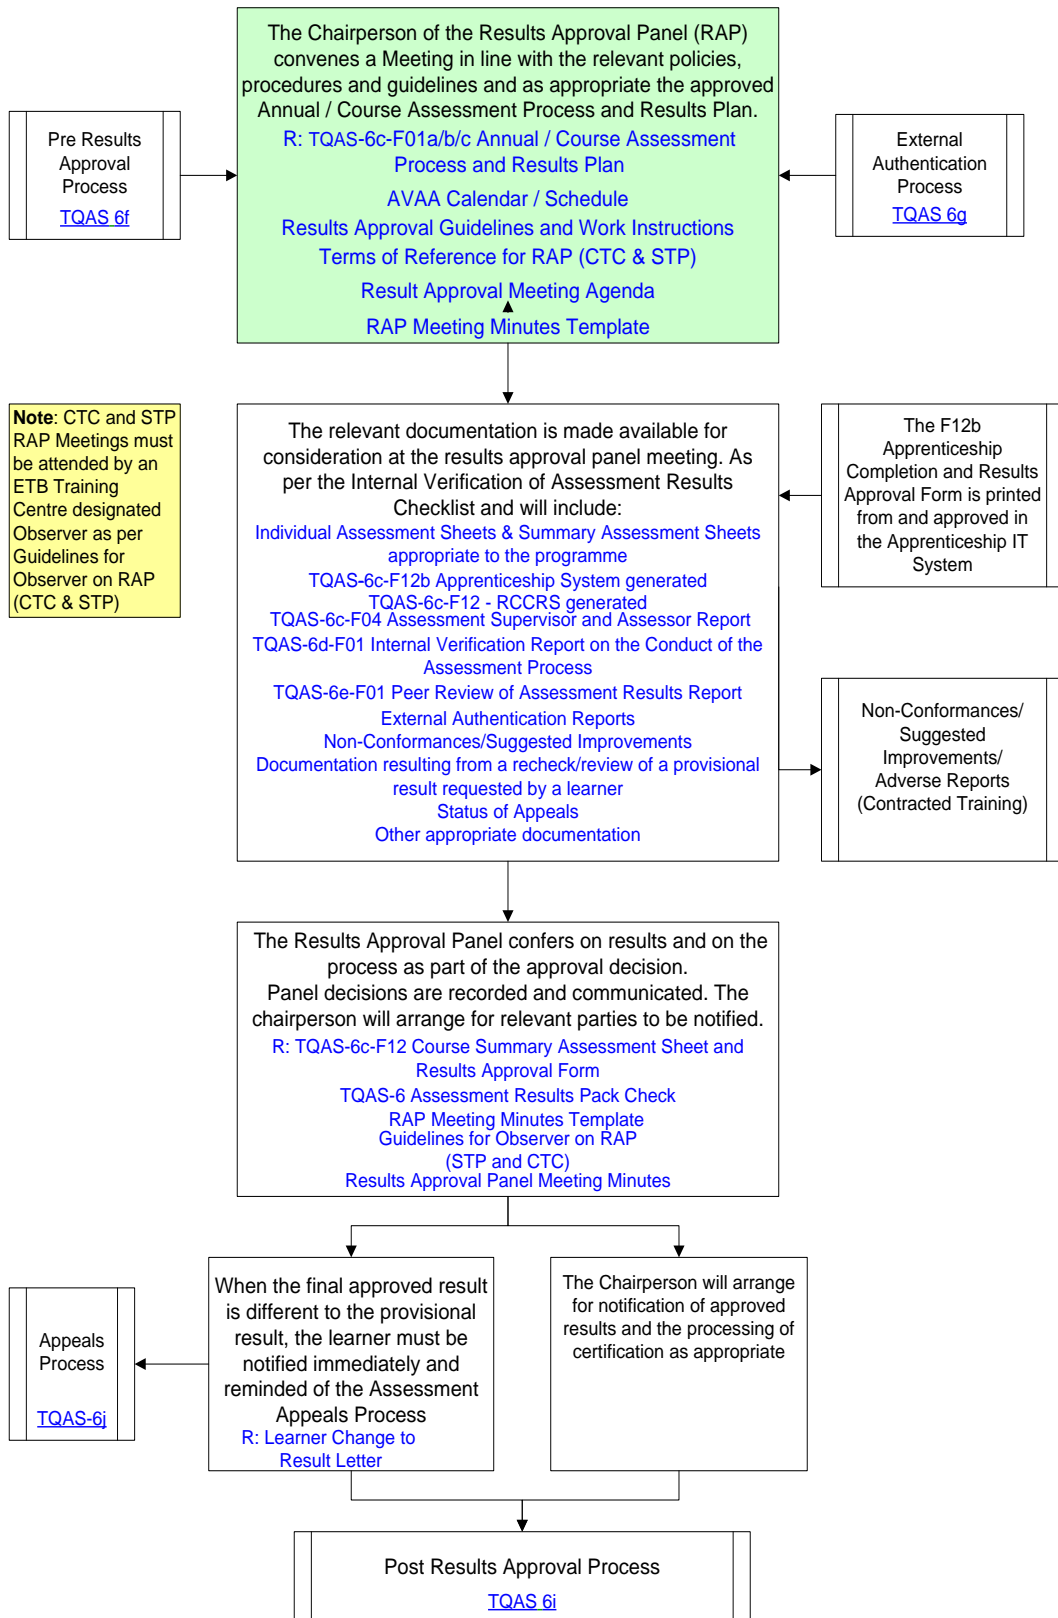 The Chairperson of the Results Approval Panel (RAP)
convenes a Meeting in line with the relevant policies,
procedures and guidelines and as appropriate the approved
Annual / Course Assessment Process and Results Plan.
R: TQAS-6c-F01a/b/c Annual / Course Assessment
Process and Results Plan
AVAA Calendar / Schedule
Results Approval Guidelines and Work Instructions
Terms of Reference for RAP (CTC & STP)
Result Approval Meeting Agenda
RAP Meeting Minutes Template
Pre Results
Approval
Process
TQAS 6f
External
Authentication
Process
TQAS 6g
Note: CTC and STP
RAP Meetings must
be attended by an
ETB Training
Centre designated
Observer as per
Guidelines for
Observer on RAP
(CTC & STP)
The relevant documentation is made available for
consideration at the results approval panel meeting. As
per the Internal Verification of Assessment Results
Checklist and will include:
Individual Assessment Sheets & Summary Assessment Sheets
appropriate to the programme
TQAS-6c-F12b Apprenticeship System generated
TQAS-6c-F12 - RCCRS generated
TQAS-6c-F04 Assessment Supervisor and Assessor Report
TQAS-6d-F01 Internal Verification Report on the Conduct of the
Assessment Process
TQAS-6e-F01 Peer Review of Assessment Results Report
External Authentication Reports
Non-Conformances/Suggested Improvements
Documentation resulting from a recheck/review of a provisional
result requested by a learner
Status of Appeals
Other appropriate documentation
The F12b
Apprenticeship
Completion and Results
Approval Form is printed
from and approved in
the Apprenticeship IT
System
Non-Conformances/
Suggested
Improvements/
Adverse Reports
(Contracted Training)
The Results Approval Panel confers on results and on the
process as part of the approval decision.
Panel decisions are recorded and communicated. The
chairperson will arrange for relevant parties to be notified.
R: TQAS-6c-F12 Course Summary Assessment Sheet and
Results Approval Form
TQAS-6 Assessment Results Pack Check
RAP Meeting Minutes Template
Guidelines for Observer on RAP
(STP and CTC)
Results Approval Panel Meeting Minutes
Appeals
Process
TQAS-6j
When the final approved result
is different to the provisional
result, the learner must be
notified immediately and
reminded of the Assessment
Appeals Process
R: Learner Change to
Result Letter
The Chairperson will arrange
for notification of approved
results and the processing of
certification as appropriate
Post Results Approval Process
TQAS 6i